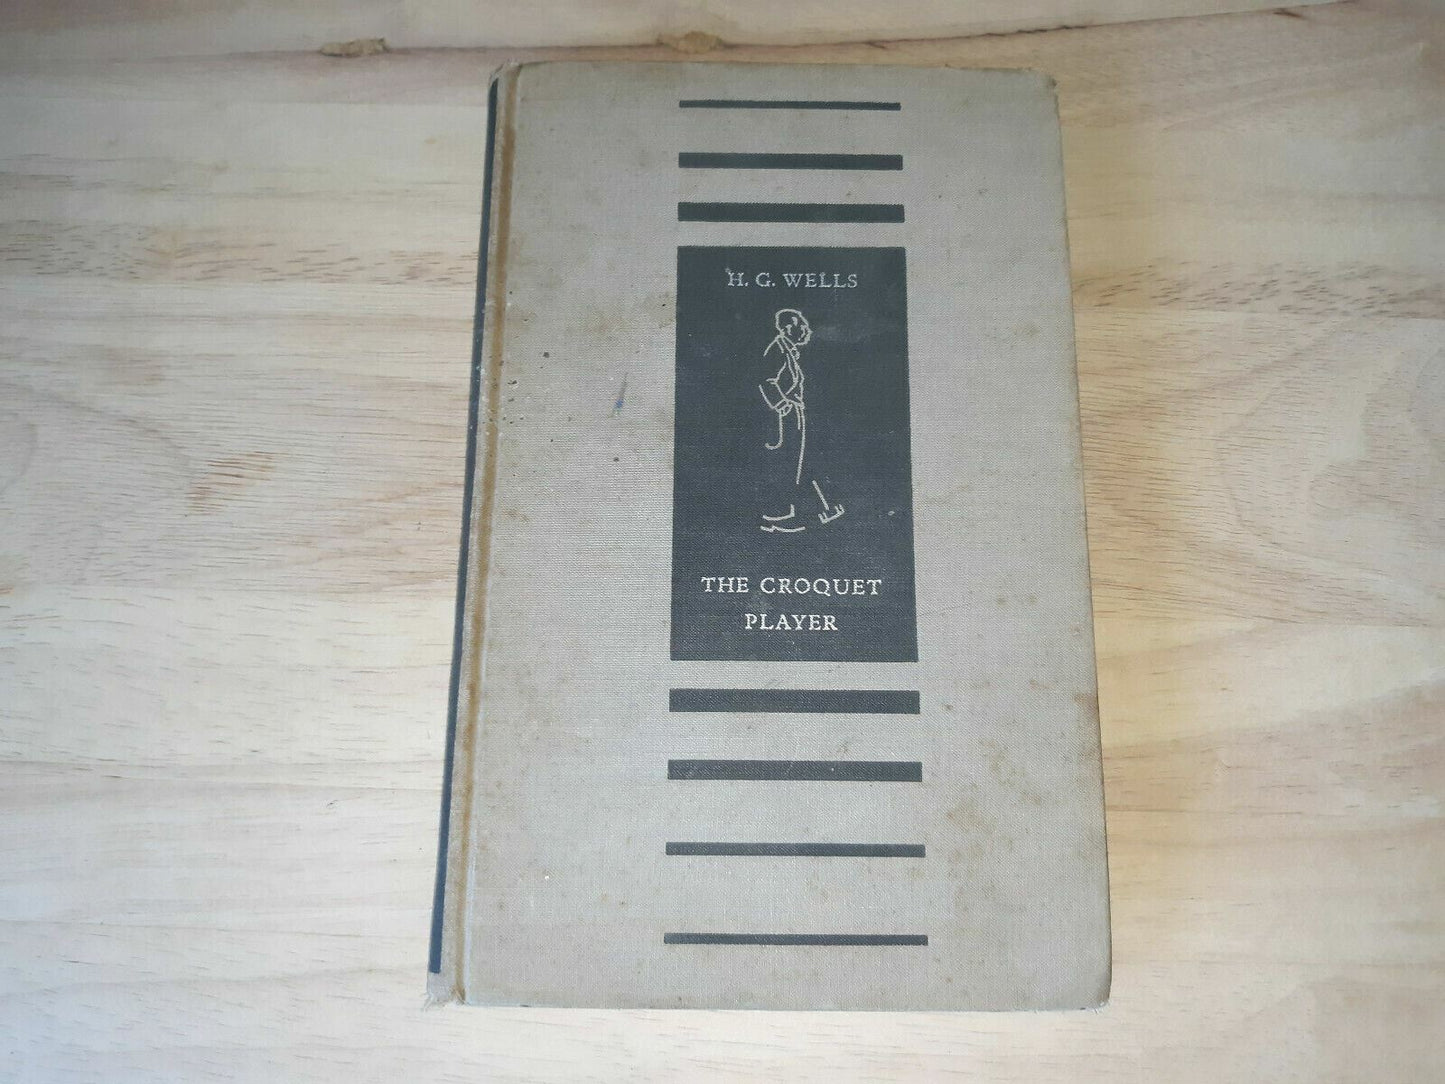 H. G. WELLS
THE CROQUET
PLAYER